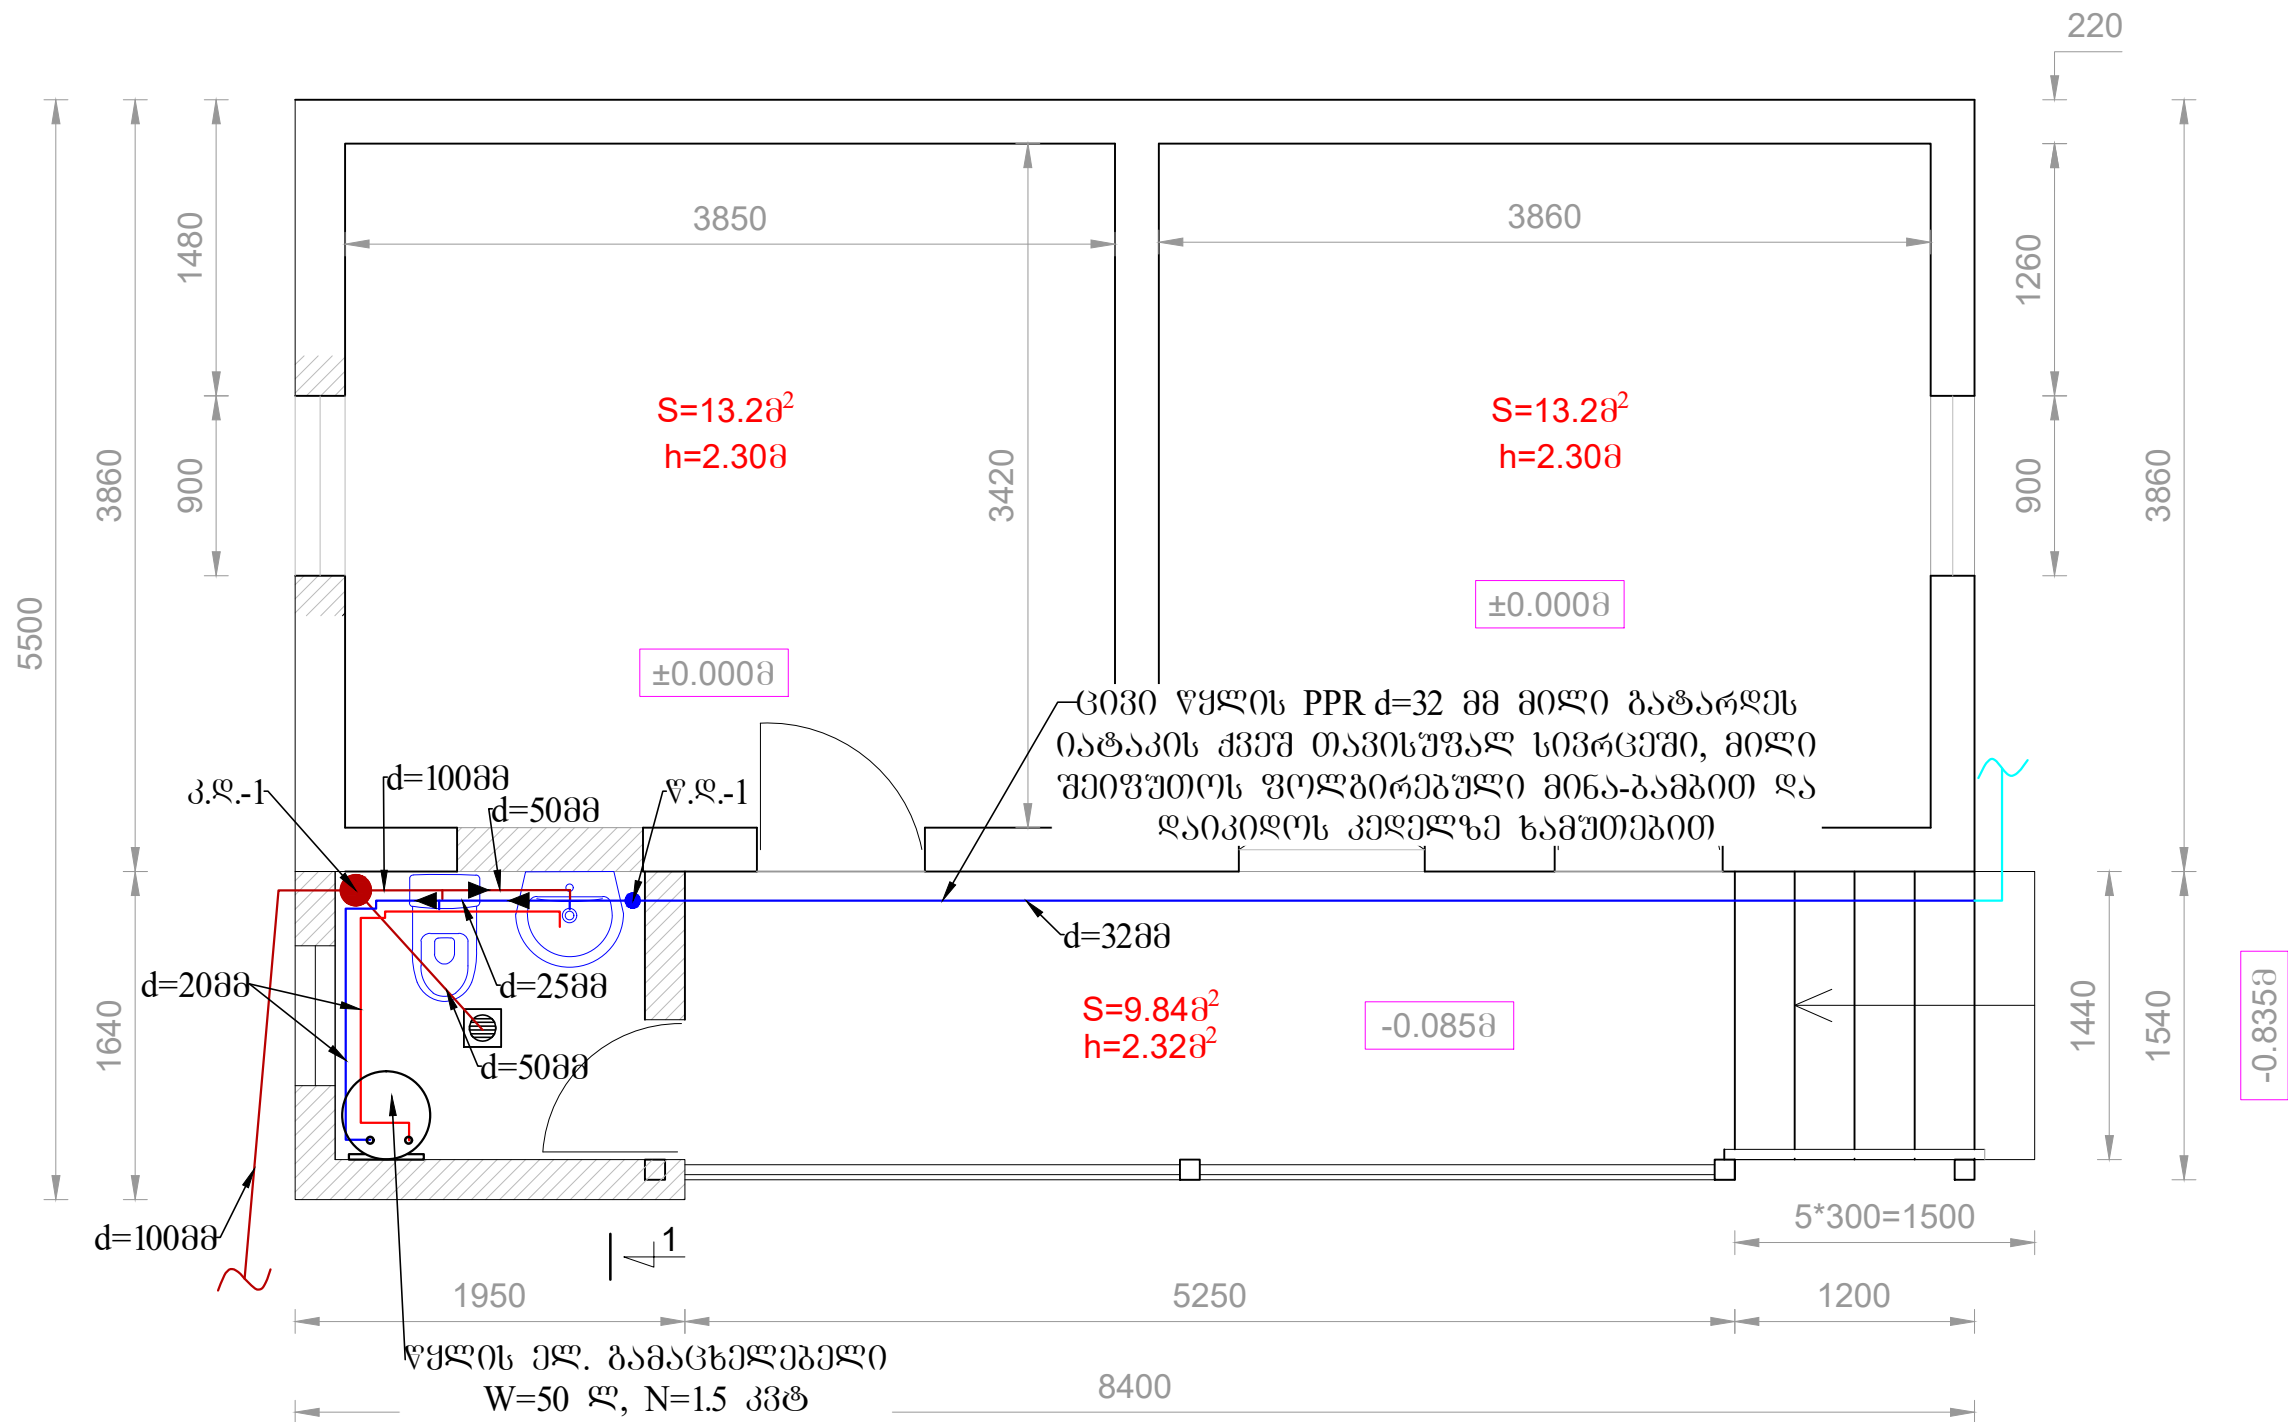 220
3850
3860
1480
1260
S=13.2მ²
h=2.30მ
S=13.2მ²
h=2.30მ
3860
900
3420
900
3860
5500
±0.000მ
±0.000მ
ცივი წყლის PPR d=32 მმ მილი გატარდეს
იატაკის ქვეშ თავისუფალ სივრცეში, მილი
შეიფუთოს ფოლგირებული მინა-ბამბით და
დაიკიდოს კედელზე ხამუთებით
კ.დ.-1
d=100მმ
d=50მმ
წ.დ.-1
d=32მმ
d=20მმ
d=25მმ
S=9.84მ²
h=2.32მ²
-0.085მ
1640
1440
1540
-0.835მ
d=50მმ
d=100მმ
1
5*300=1500
1950
5250
1200
წყლის ელ. გამაცხელებელი
W=50 ლ, N=1.5 კვტ
8400